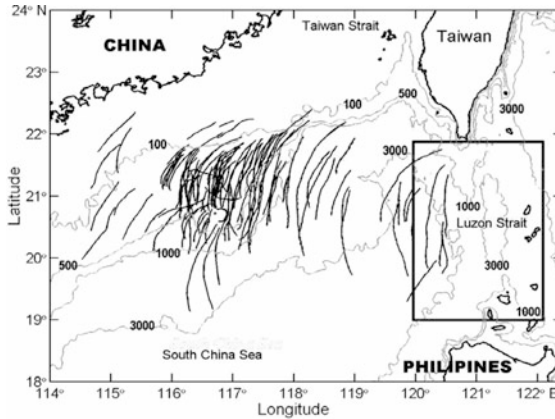 24° N
CHINA
Taiwan Strait
Taiwan
23°
100
500
3000
22°
100
3000
Latitude
21°
1000
Luzon Strait
20°
500
1000
3000
19°
3000
1000
South China Sea
PHILIPINES
18°
114° 115° 116° 117° 118° 119° 120° 121° 122° E
Longitude